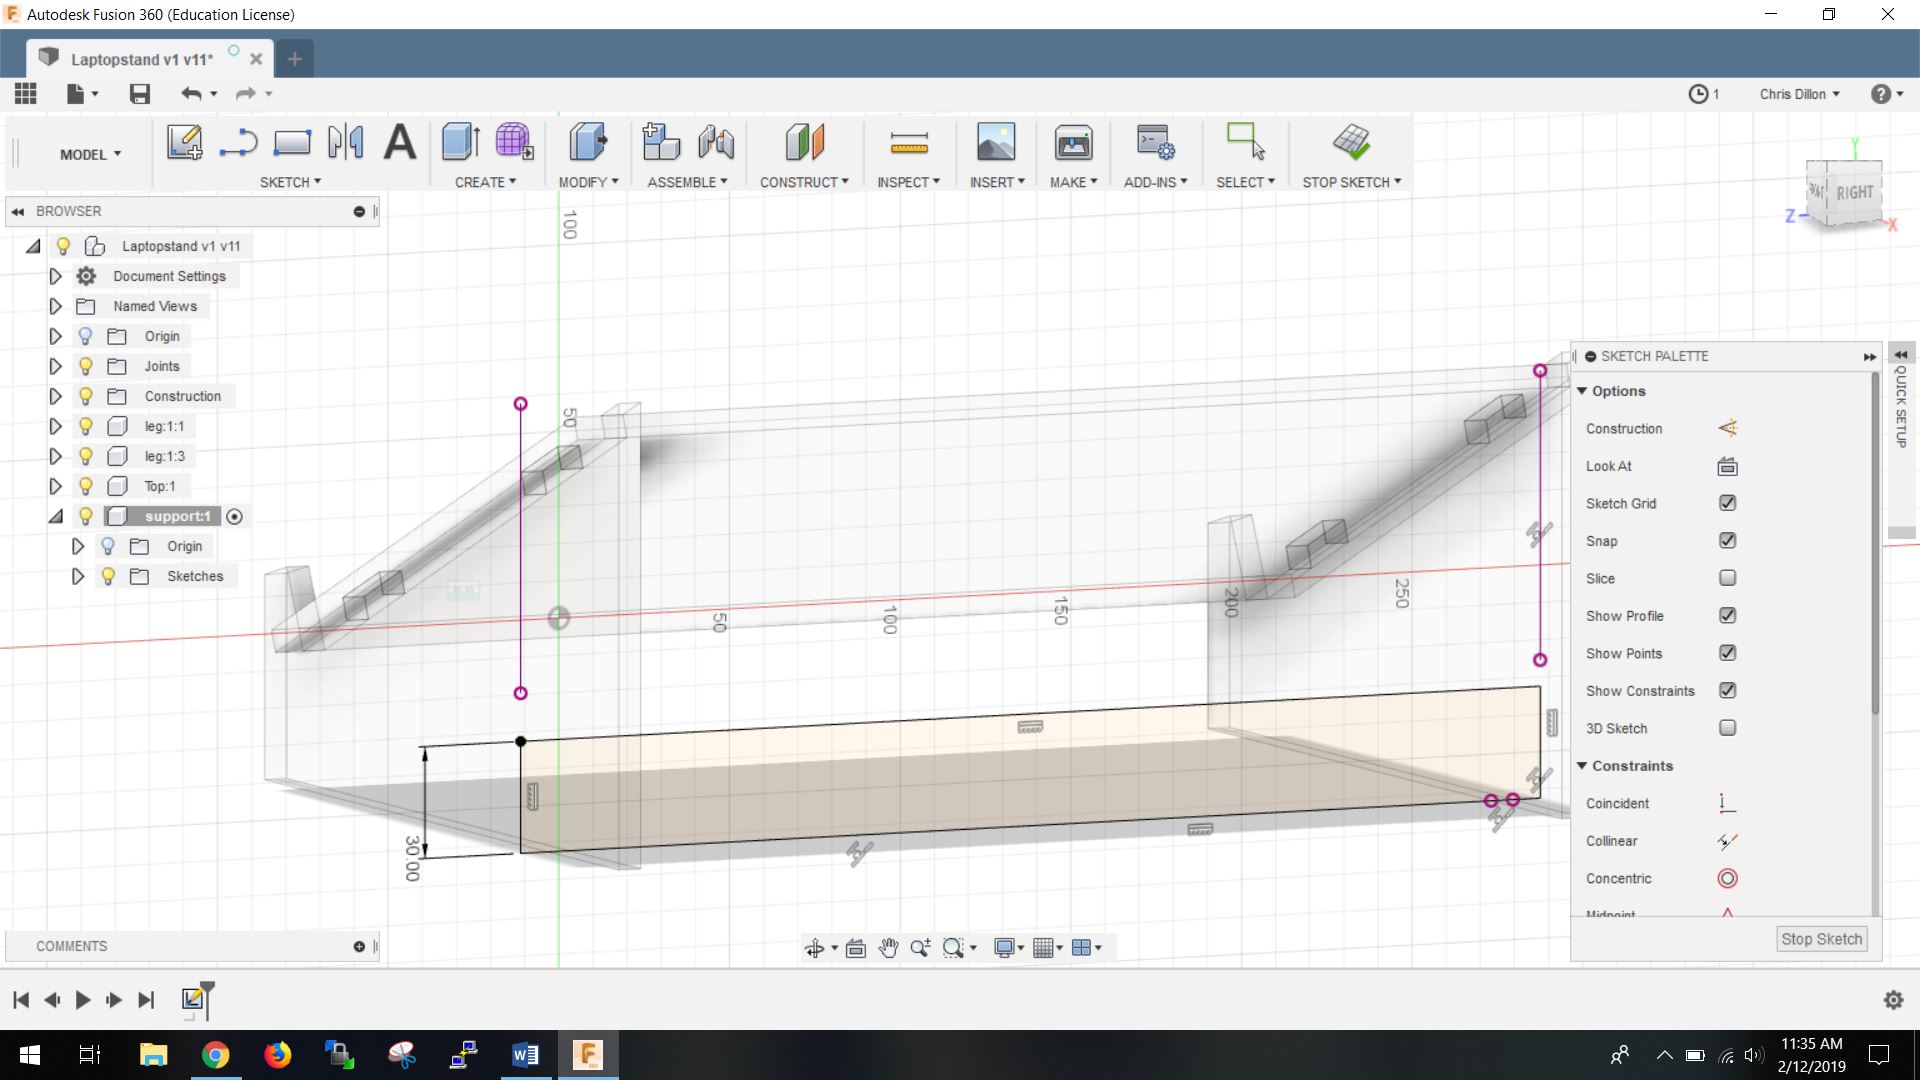 Autodesk Fusion 360 (Education License)
Laptopstand v1 v11*
1
Chris Dillon
MODEL
SKETCH
CREATE
MODIFY
ASSEMBLE
CONSTRUCT
INSPECT
INSERT
MAKE
ADD-INS
SELECT
STOP SKETCH
Y
RIGHT
Z
X
BROWSER
Laptopstand v1 v11
Document Settings
Named Views
Origin
Joints
Construction
leg:1:1
leg:1:3
Top:1
support:1
Origin
Sketches
100
50
50
100
150
200
250
30.00
SKETCH PALETTE
Options
Construction
Look At
Sketch Grid
Snap
Slice
Show Profile
Show Points
Show Constraints
3D Sketch
Constraints
Coincident
Collinear
Concentric
Midpoint
Stop Sketch
QUICK SETUP
COMMENTS
11:35 AM
2/12/2019